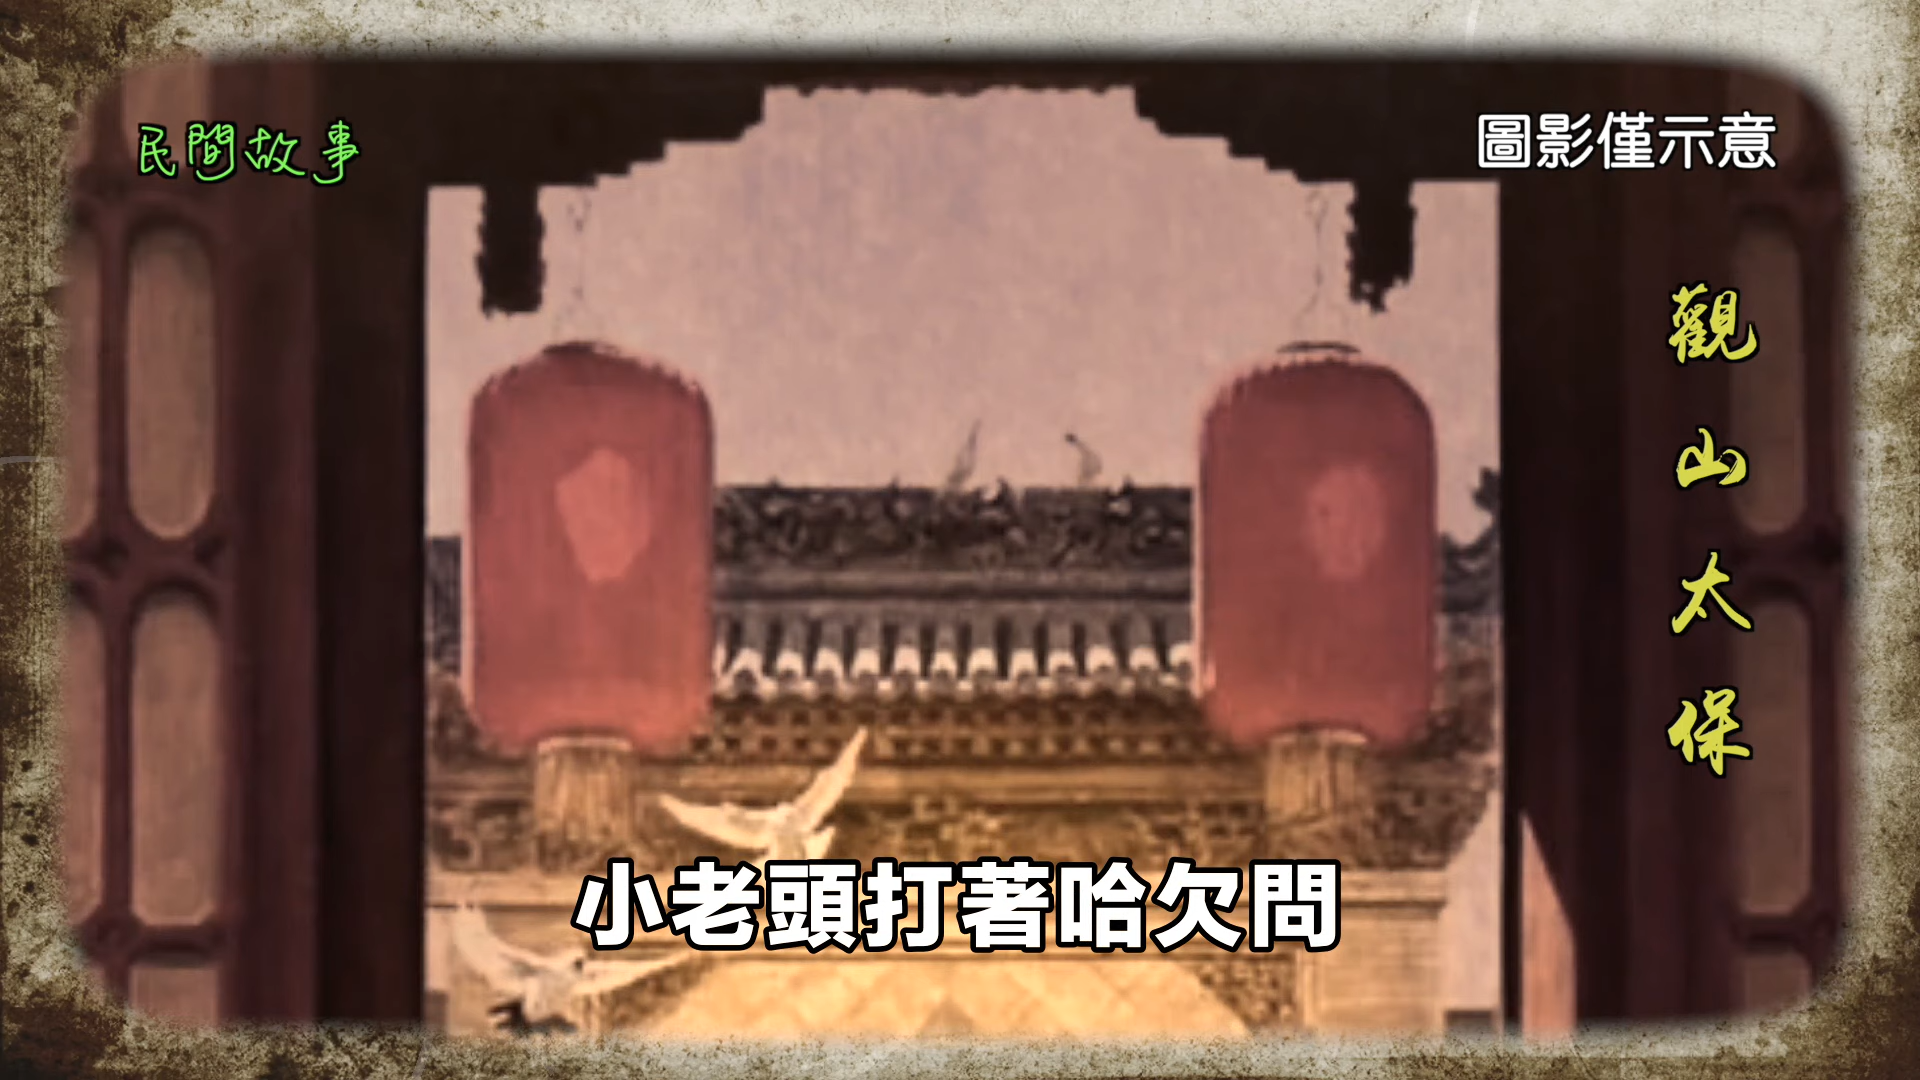 民間故事
圖影僅示意
觀山太保
小老頭打著哈欠問